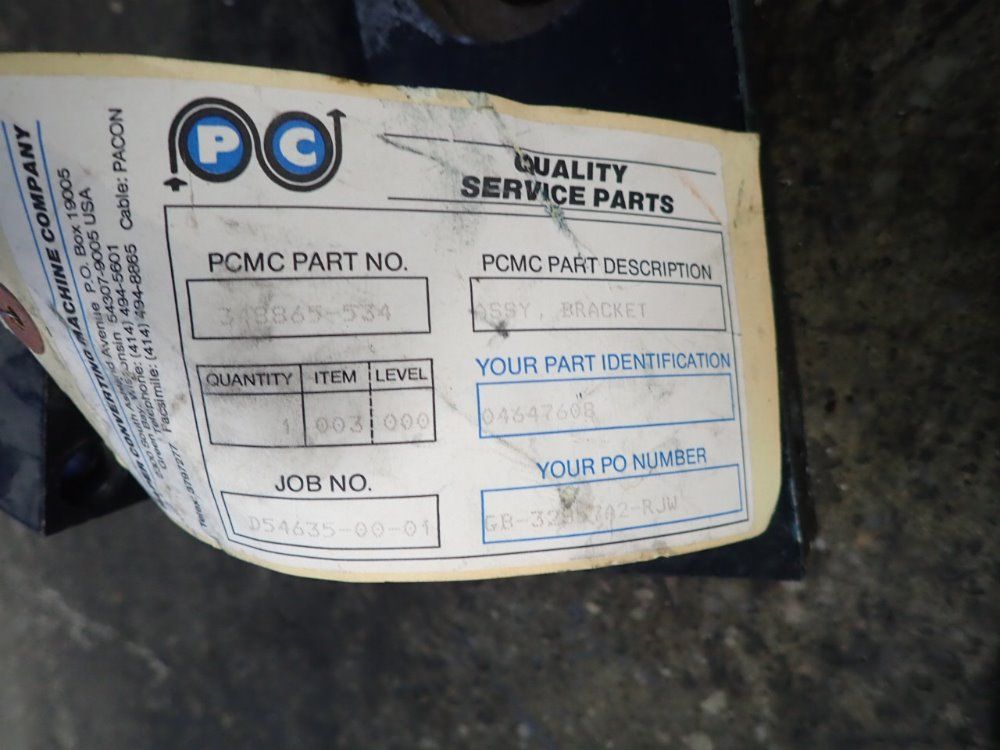 PC
QUALITY
SERVICE PARTS
PCMC PART NO.
PCMC PART DESCRIPTION
ASSY, BRACKET
YOUR PART IDENTIFICATION
QUANTITY ITEM LEVEL
1 003 000
YOUR PO NUMBER
JOB NO.
D54635-00-01
CONVERTING MACHINE COMPANY
P.O. Box 19005
54307-9005 USA
(414) 494-5601 Cable: PACON
Facsimile: (414) 494-8865